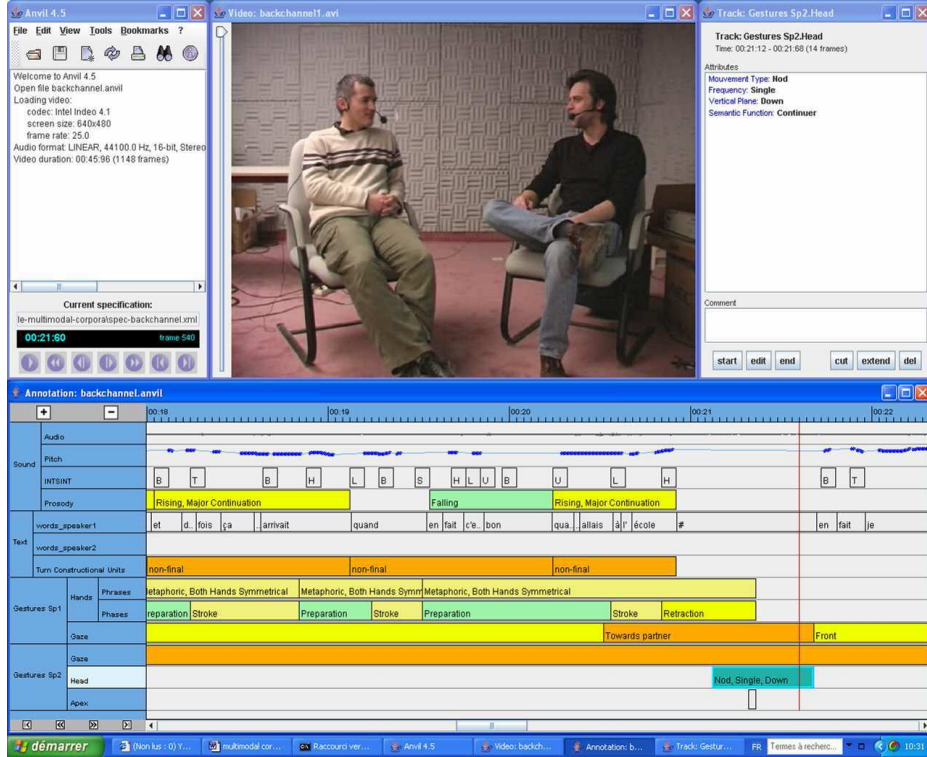 Anvil 4.5
File Edit View Tools Bookmarks ?
Welcome to Anvil 4.5
Open file backchannel.anvil
Loading video:
codec: Intel Indeo 4.1
screen size: 640x480
frame rate: 25.0
Audio format: LINEAR, 44100.0 Hz, 16-bit, Stereo
Video duration: 00:45:96 (1148 frames)
Current specification:
le-multimodal-corpora\spec-backchannel.xml
00:21:60 frame 540
Video: backchannel1.avi
Track: Gestures Sp2.Head
Track: Gestures Sp2.Head
Time: 00:21:12 - 00:21:68 (14 frames)
Attributes
Mouvement Type: Nod
Frequency: Single
Vertical Plane: Down
Semantic Function: Continuer
Comment
start edit end cut extend del
Annotation: backchannel.anvil
+ - 00:18 00:19 00:20 00:21 00:22
Sound
Audio
Pitch
INTSINT B T B H L B S H L U B U L H B T
Prosody Rising, Major Continuation Falling Rising, Major Continuation
Text
words_speaker1 et d.. fois ça ..arrivait quand en fait c'e.. bon qua.. ..allais à l' école # en fait je
words_speaker2
Turn Constructional Units non-final non-final non-final
Gestures Sp1
Hands
Phrases etaphoric, Both Hands Symmetrical Metaphoric, Both Hands Symm Metaphoric, Both Hands Symmetrical
Phases reparation Stroke Preparation Stroke Preparation Stroke Retraction
Gaze Towards partner Front
Gestures Sp2
Gaze
Head Nod, Single, Down
Apex
démarrer (Non lus : 0) Y... multimodal cor... Raccourci ver... Anvil 4.5 Video: backch... Annotation: b... Track: Gestur... FR Termes à recherc... 10:31